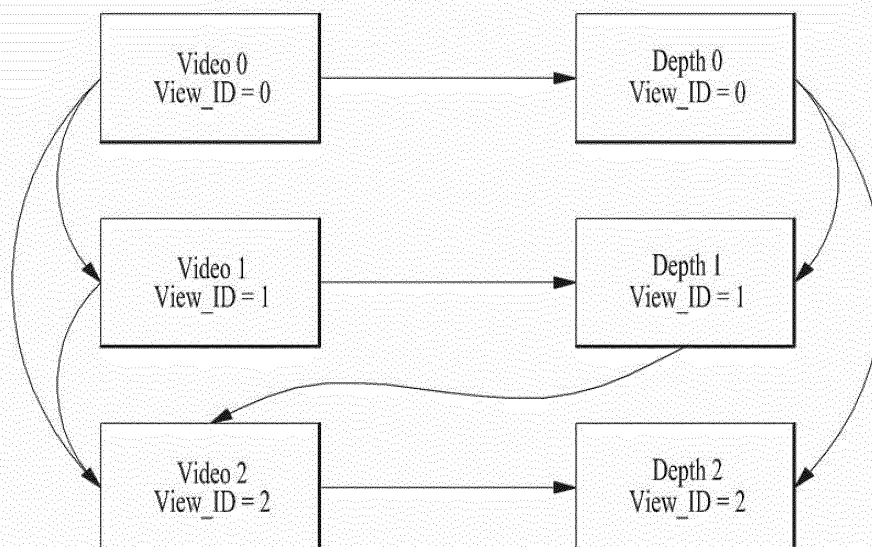 Video 0
View_ID = 0
Depth 0
View_ID = 0
Video 1
View_ID = 1
Depth 1
View_ID = 1
Video 2
View_ID = 2
Depth 2
View_ID = 2